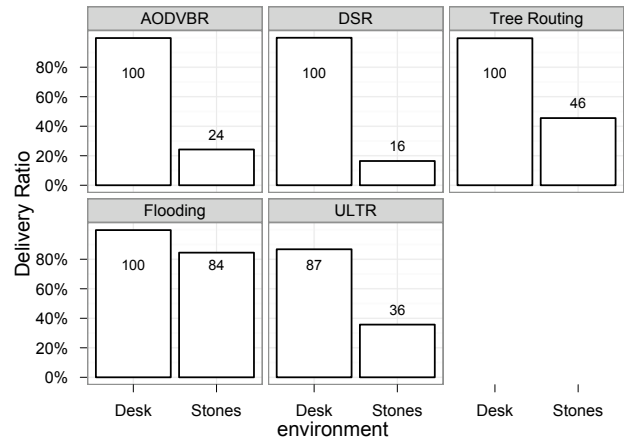 AODVBR DSR Tree Routing
80%
60%
40%
20%
0%
100 24 100 16 100 46
Delivery Ratio
Flooding ULTR
80%
60%
40%
20%
0%
100 84 87 36
Desk Stones Desk Stones Desk Stones
environment